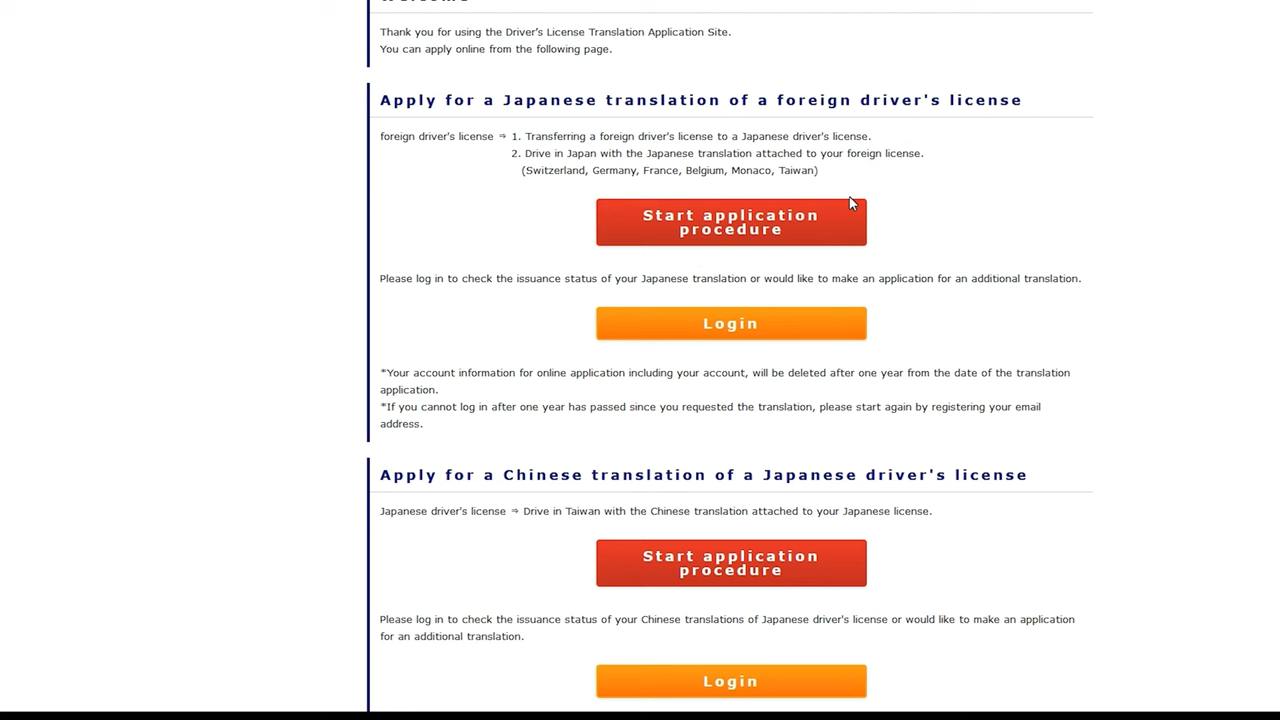 Thank you for using the Driver's License Translation Application Site.
You can apply online from the following page.
Apply for a Japanese translation of a foreign driver's license
foreign driver's license ⇒ 1. Transferring a foreign driver's license to a Japanese driver's license.
2. Drive in Japan with the Japanese translation attached to your foreign license.
(Switzerland, Germany, France, Belgium, Monaco, Taiwan)
Start application
procedure
Please log in to check the issuance status of your Japanese translation or would like to make an application for an additional translation.
Login
*Your account information for online application including your account, will be deleted after one year from the date of the translation
application.
*If you cannot log in after one year has passed since you requested the translation, please start again by registering your email
address.
Apply for a Chinese translation of a Japanese driver's license
Japanese driver's license ⇒ Drive in Taiwan with the Chinese translation attached to your Japanese license.
Start application
procedure
Please log in to check the issuance status of your Chinese translations of Japanese driver's license or would like to make an application
for an additional translation.
Login